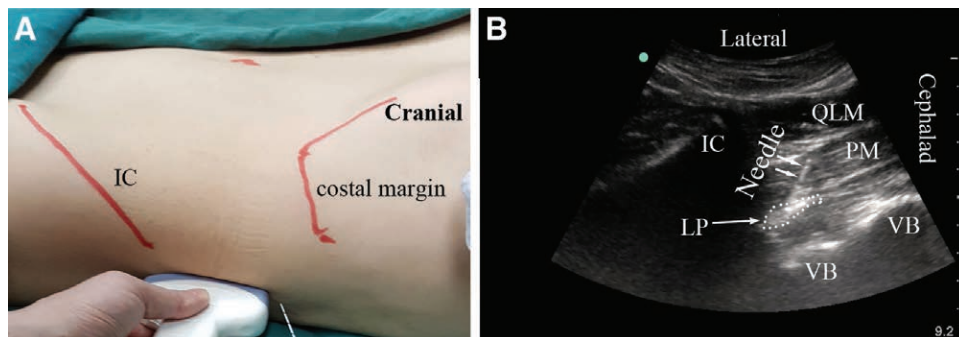 A
Cranial
IC
costal margin
B
Lateral
Cephalad
QLM
IC
PM
Needle
LP
VB
VB
9.2